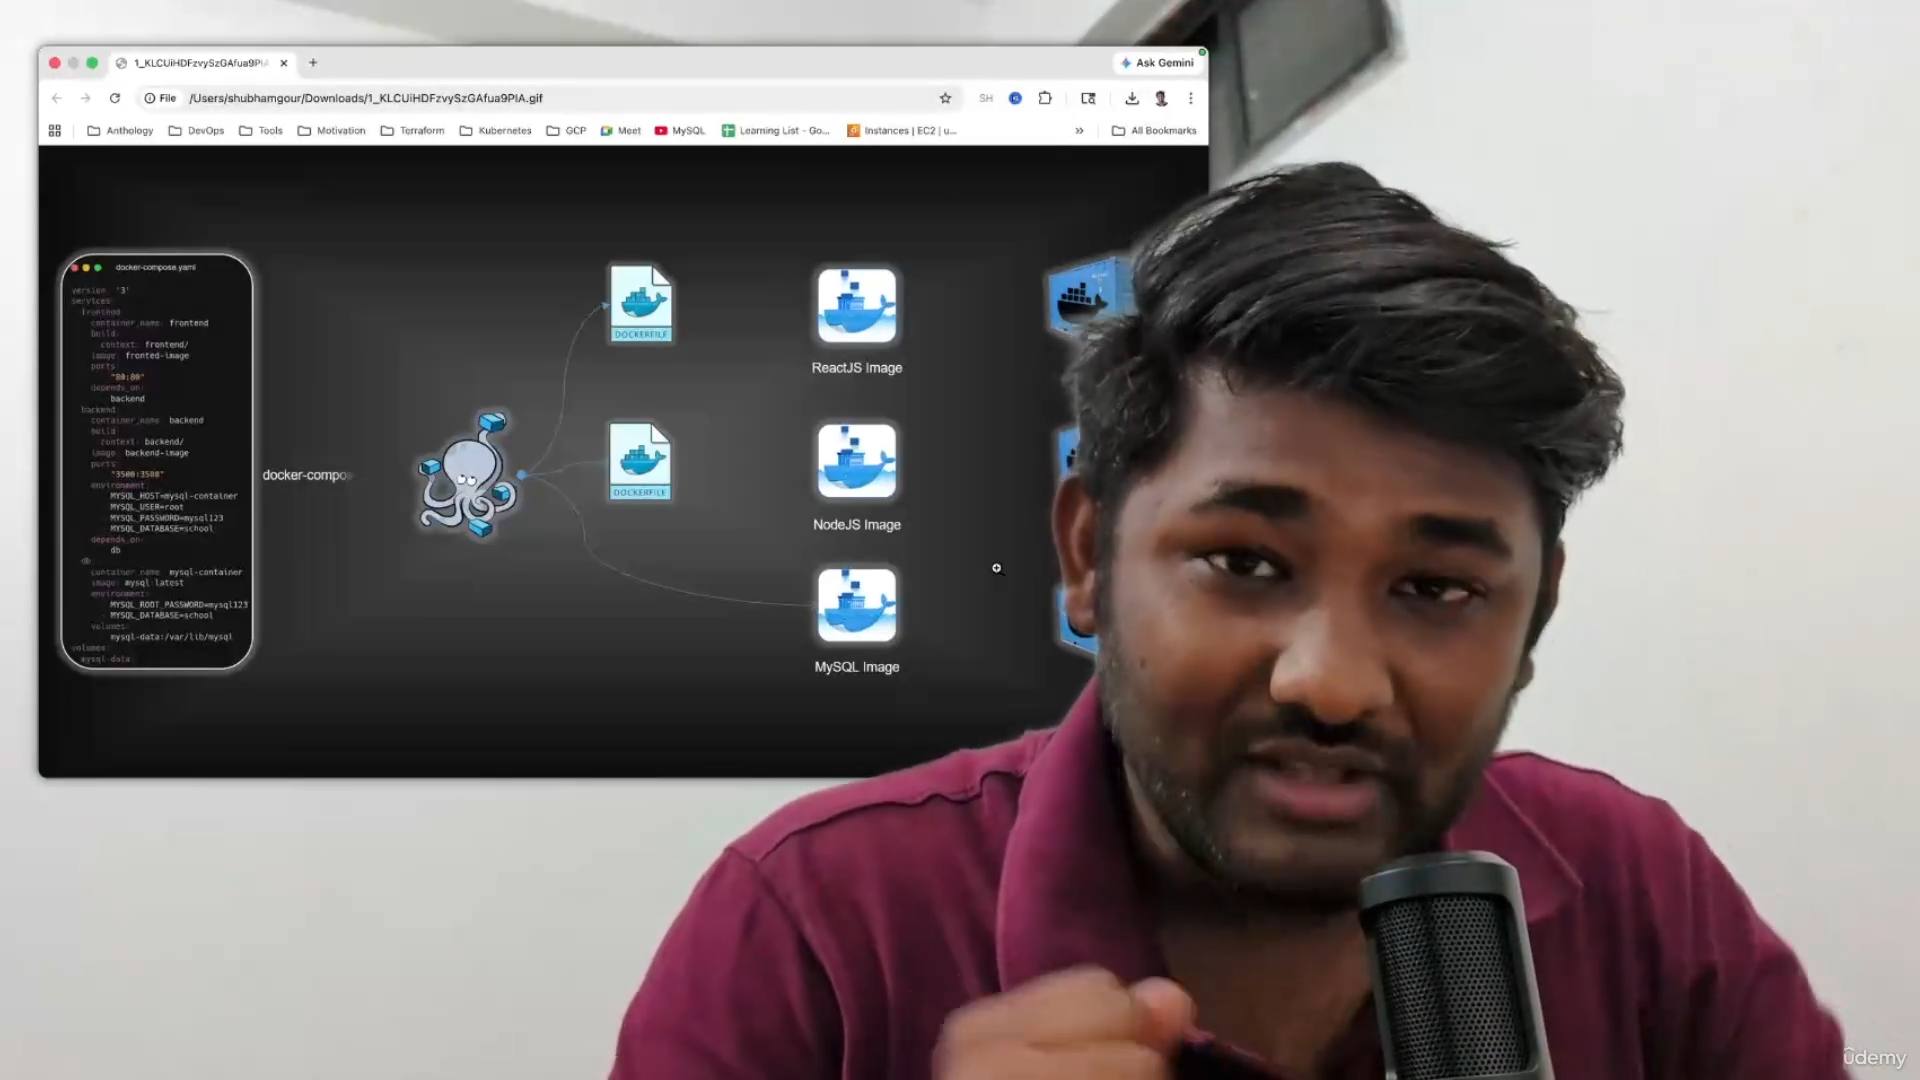 1_KLCUiHDFzvySzGAfua9PIA
Ask Gemini
File
/Users/shubhamgour/Downloads/1_KLCUiHDFzvySzGAfua9PIA.gif
SH
Anthology
DevOps
Tools
Motivation
Terraform
Kubernetes
GCP
Meet
MySQL
Learning List - Go...
Instances | EC2 | u...
»
All Bookmarks
docker-compose.yaml
version: '3'
services:
frontend
container_name: frontend
build:
context: frontend/
image: fronted-image
ports
"80:80"
depends_on:
backend
backend
container_name: backend
build
context: backend/
image: backend-image
ports
"3500:3500"
environment:
MYSQL_HOST=mysql-container
MYSQL_USER=root
MYSQL_PASSWORD=mysql123
MYSQL_DATABASE=school
depends_on:
db
db
container_name: mysql-container
image: mysql:latest
environment:
MYSQL_ROOT_PASSWORD=mysql123
MYSQL_DATABASE=school
volumes:
mysql-data:/var/lib/mysql
volumes:
mysql-data:
docker-compo
DOCKERFILE
ReactJS Image
DOCKERFILE
NodeJS Image
MySQL Image
ûdemy